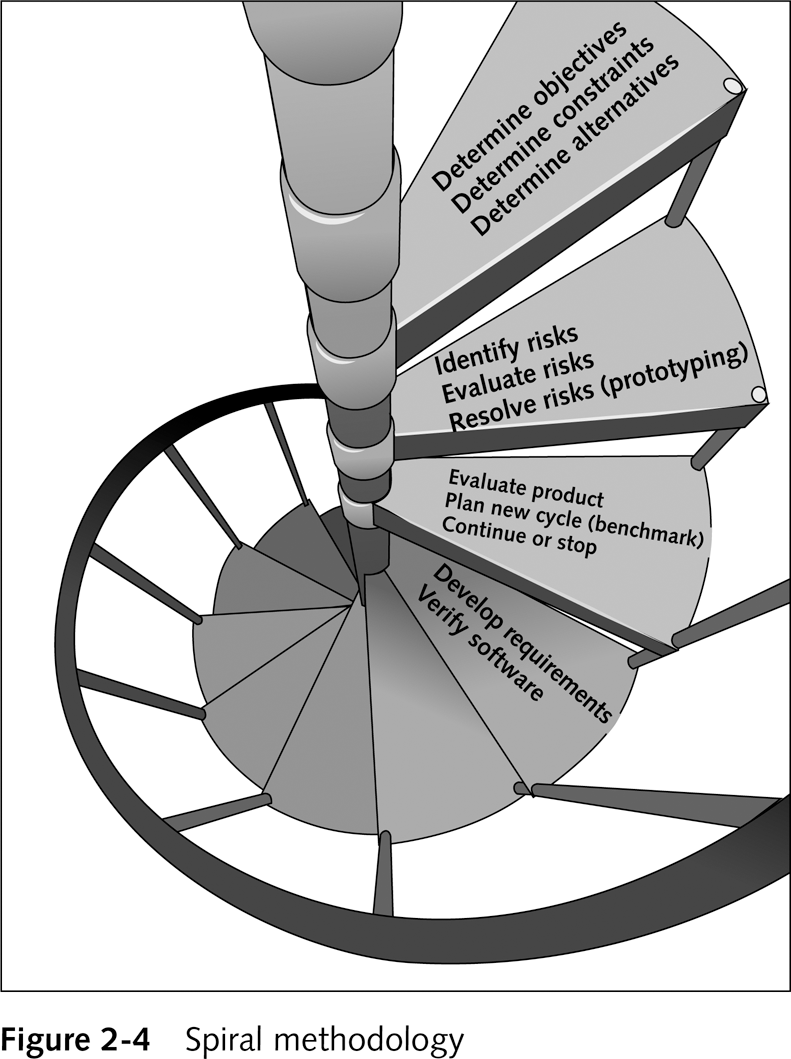 Determine objectives
Determine constraints
Determine alternatives
Identify risks
Evaluate risks
Resolve risks (prototyping)
Evaluate product
Plan new cycle (benchmark)
Continue or stop
Develop requirements
Verify software
Figure 2-4 Spiral methodology